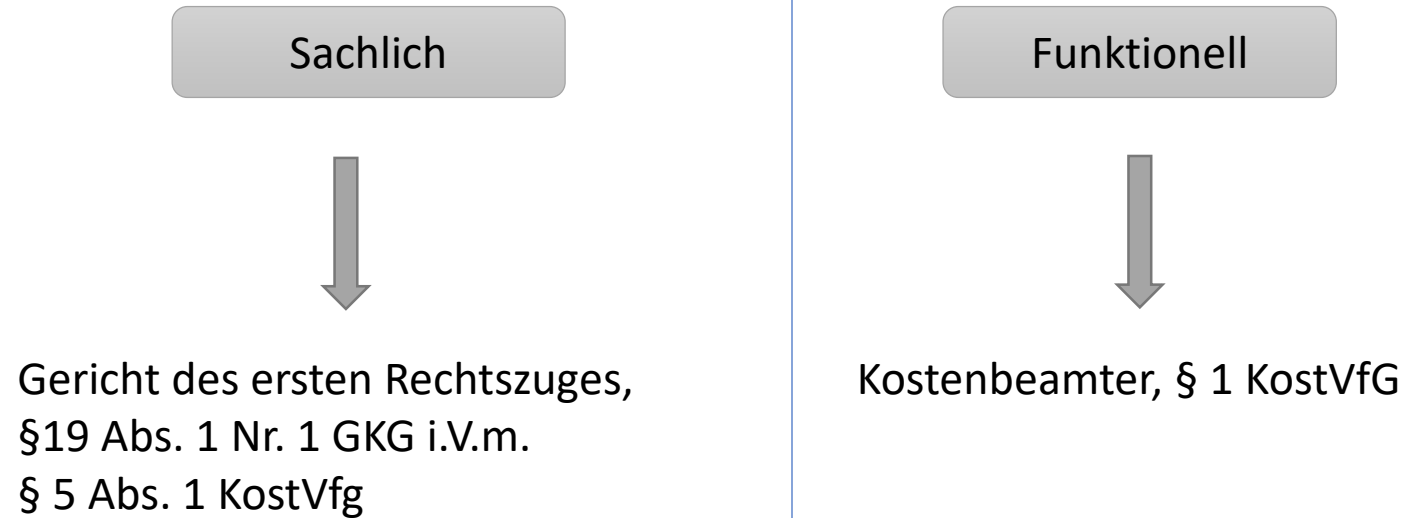 Sachlich
Gericht des ersten Rechtszuges,
§19 Abs. 1 Nr. 1 GKG i.V.m.
§ 5 Abs. 1 KostVfg
Funktionell
Kostenbeamter, § 1 KostVfG